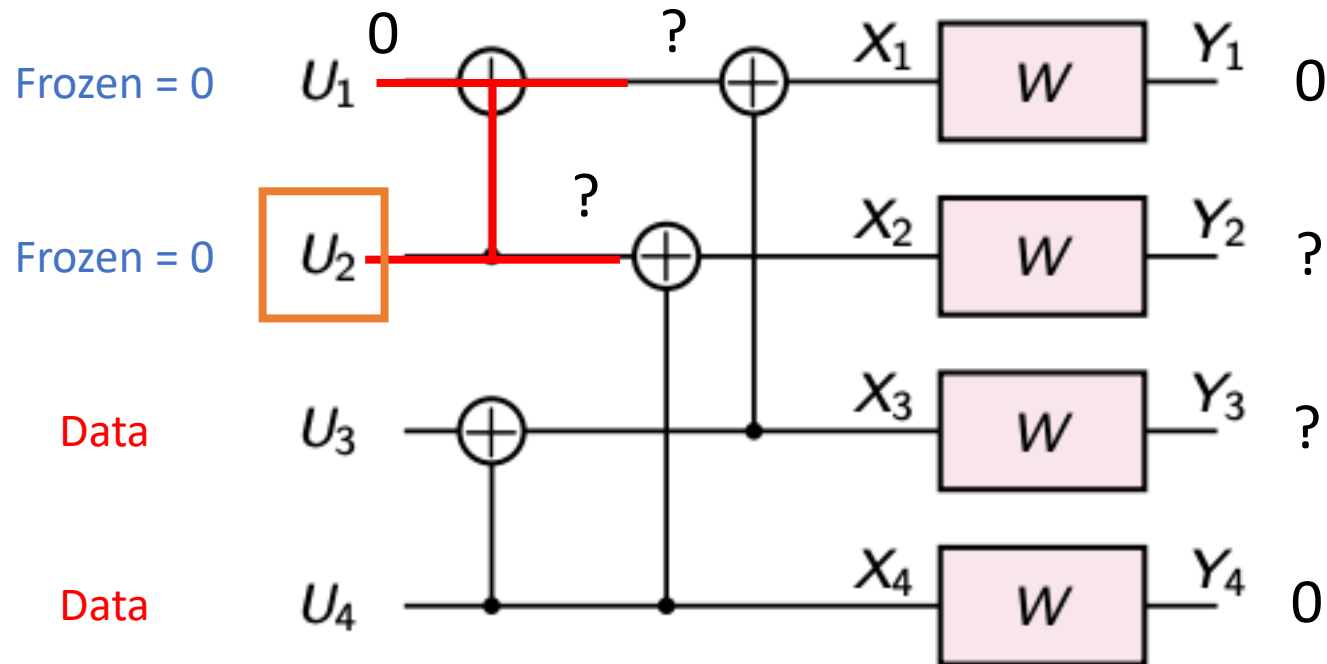 0 ?
Frozen = 0 U₁ X₁ W Y₁ 0
?
Frozen = 0 U₂ X₂ W Y₂ ?
Data U₃ X₃ W Y₃ ?
Data U₄ X₄ W Y₄ 0